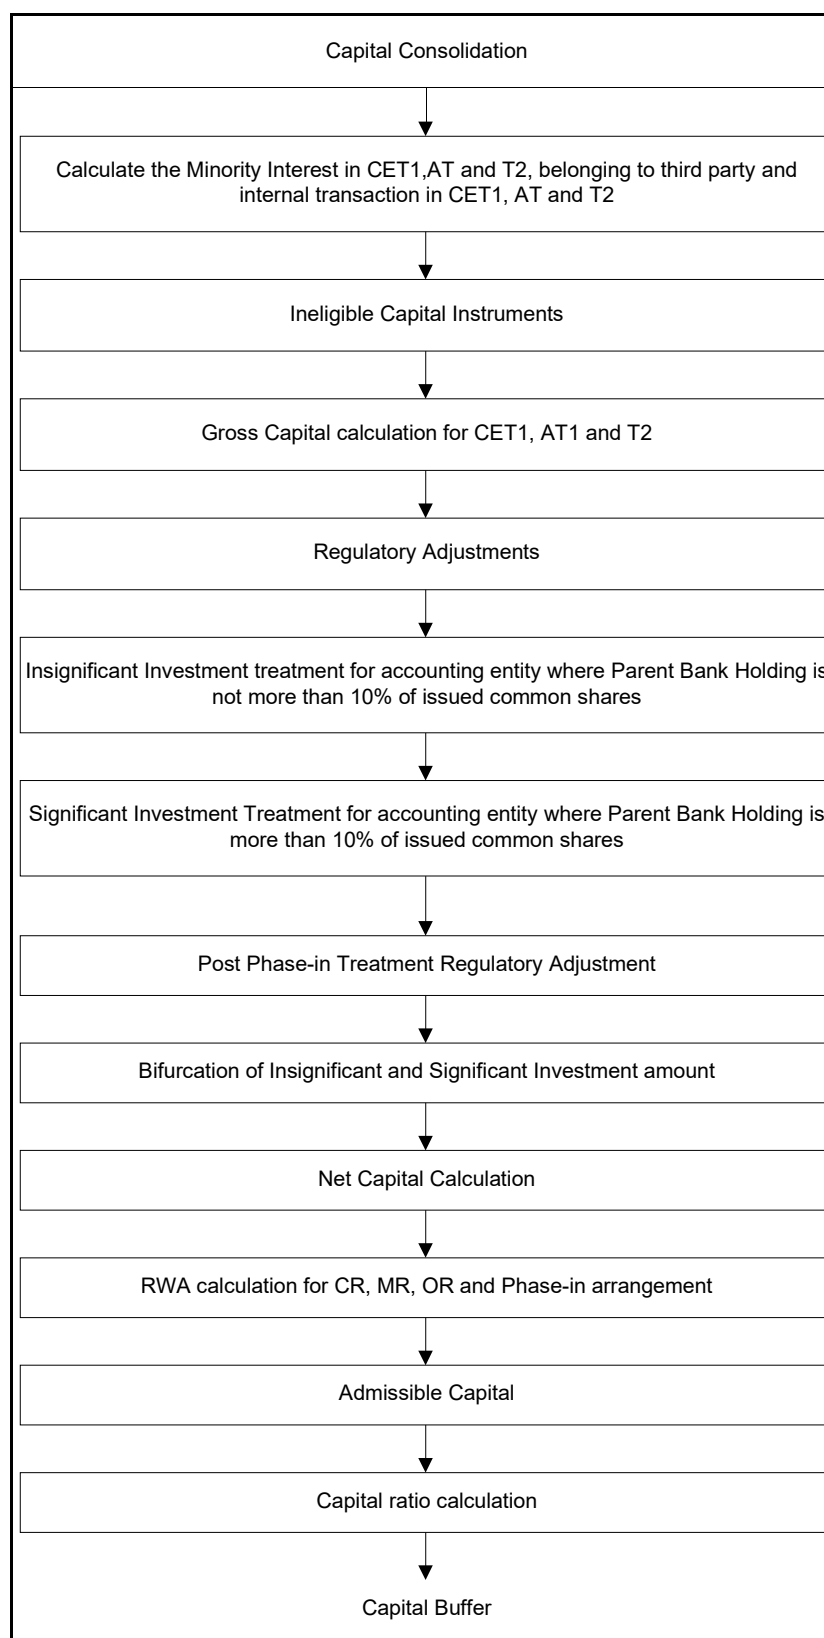 Capital Consolidation
Calculate the Minority Interest in CET1,AT and T2, belonging to third party and
internal transaction in CET1, AT and T2
Ineligible Capital Instruments
Gross Capital calculation for CET1, AT1 and T2
Regulatory Adjustments
Insignificant Investment treatment for accounting entity where Parent Bank Holding is
not more than 10% of issued common shares
Significant Investment Treatment for accounting entity where Parent Bank Holding is
more than 10% of issued common shares
Post Phase-in Treatment Regulatory Adjustment
Bifurcation of Insignificant and Significant Investment amount
Net Capital Calculation
RWA calculation for CR, MR, OR and Phase-in arrangement
Admissible Capital
Capital ratio calculation
Capital Buffer